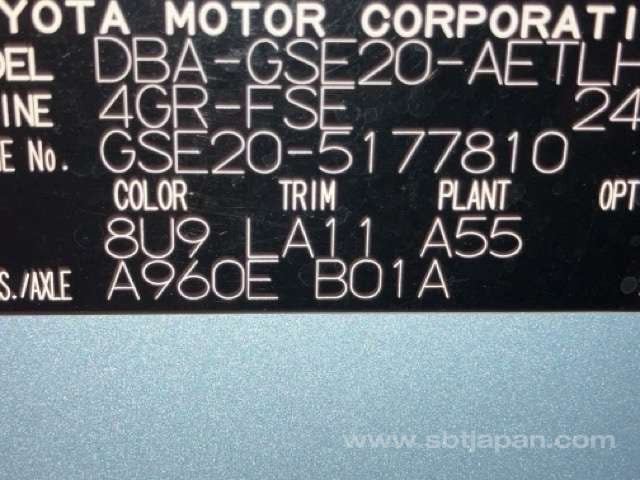 OYOTA MOTOR CORPORATI
DEL DBA-GSE20-AETLH
INE 4GR-FSE 24
E No. GSE20-5177810
COLOR TRIM PLANT OPT
8U9 LA11 A55
S./AXLE A960E B01A
www.sbtjapan.com